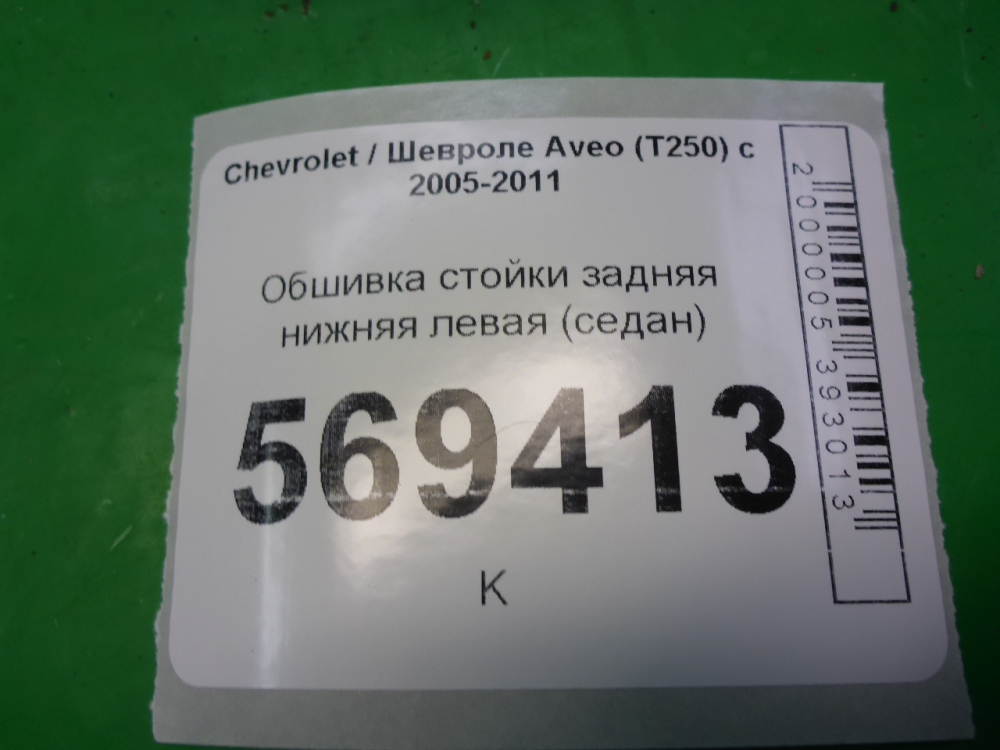 Chevrolet / Шевроле Aveo (T250) с
2005-2011
Обшивка стойки задняя
нижняя левая (седан)
569413
К
2000005393013